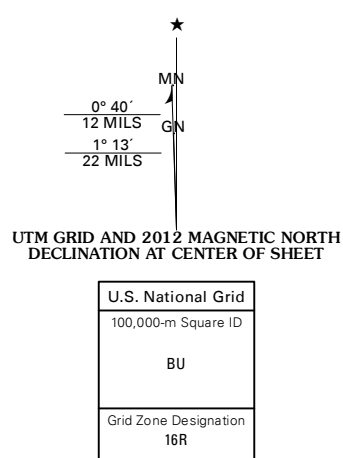 ★
MN
0° 40´
12 MILS
GN
1° 13´
22 MILS
UTM GRID AND 2012 MAGNETIC NORTH
DECLINATION AT CENTER OF SHEET
U.S. National Grid
100,000-m Square ID
BU
Grid Zone Designation
16R